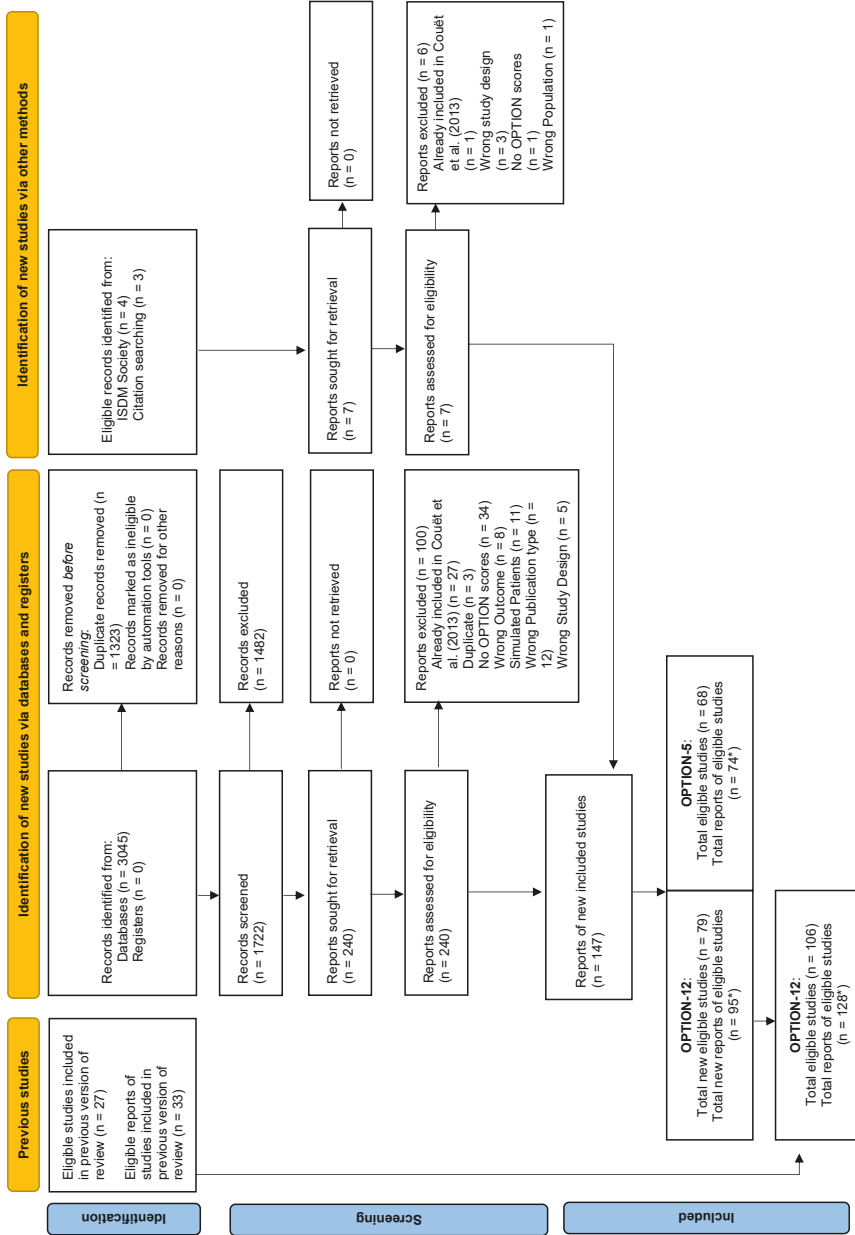 Previous studies
Identification of new studies via databases and registers
Identification of new studies via other methods
Identification
Eligible studies included
in previous version of
review (n = 27)
Eligible reports of
studies included in
previous version of
review (n = 33)
Records identified from:
Databases (n = 3045)
Registers (n = 0)
Records removed before
screening:
Duplicate records removed (n
= 1323)
Records marked as ineligible
by automation tools (n = 0)
Records removed for other
reasons (n = 0)
Eligible records identified from:
ISDM Society (n = 4)
Citation searching (n = 3)
Screening
Records screened
(n = 1722)
Records excluded
(n = 1482)
Reports sought for retrieval
(n = 240)
Reports not retrieved
(n = 0)
Reports sought for retrieval
(n = 7)
Reports not retrieved
(n = 0)
Reports assessed for eligibility
(n = 240)
Reports excluded (n = 100)
Already included in Couët et
al. (2013) (n = 27)
Duplicate (n = 3)
No OPTION scores (n = 34)
Wrong Outcome (n = 8)
Simulated Patients (n = 11)
Wrong Publication type (n =
12)
Wrong Study Design (n = 5)
Reports assessed for eligibility
(n = 7)
Reports excluded (n = 6)
Already included in Couët
et al. (2013)
(n = 1)
Wrong study design
(n = 3)
No OPTION scores
(n = 1)
Wrong Population (n = 1)
Included
Reports of new included studies
(n = 147)
OPTION-12:
Total new eligible studies (n = 79)
Total new reports of eligible studies
(n = 95*)
OPTION-5:
Total eligible studies (n = 68)
Total reports of eligible studies
(n = 74*)
OPTION-12:
Total eligible studies (n = 106)
Total reports of eligible studies
(n = 128*)